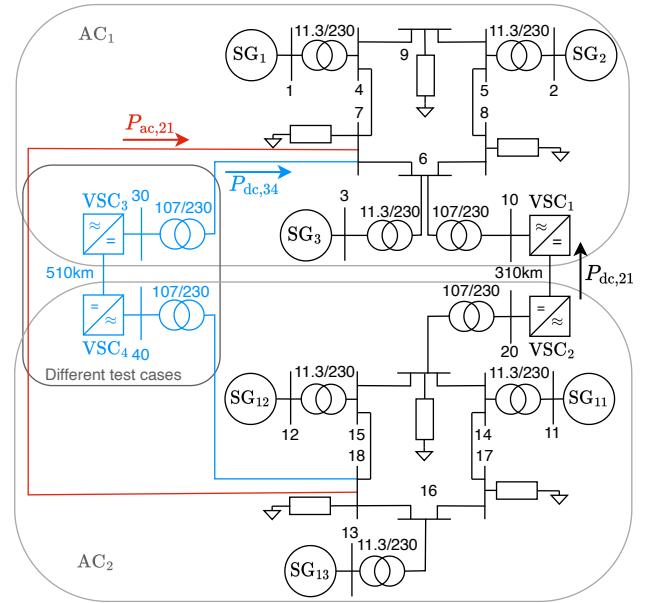 AC1
11.3/230
11.3/230
SG1
SG2
9
1
4
5
2
Pac,21
7
8
6
Pdc,34
VSC3
30
3
10
VSC1
107/230
11.3/230
107/230
SG3
≈
=
≈
=
510km
310km
Pdc,21
107/230
107/230
=
≈
=
≈
VSC4
40
20
VSC2
Different test cases
11.3/230
11.3/230
SG12
SG11
12
15
14
11
18
17
16
13
11.3/230
AC2
SG13